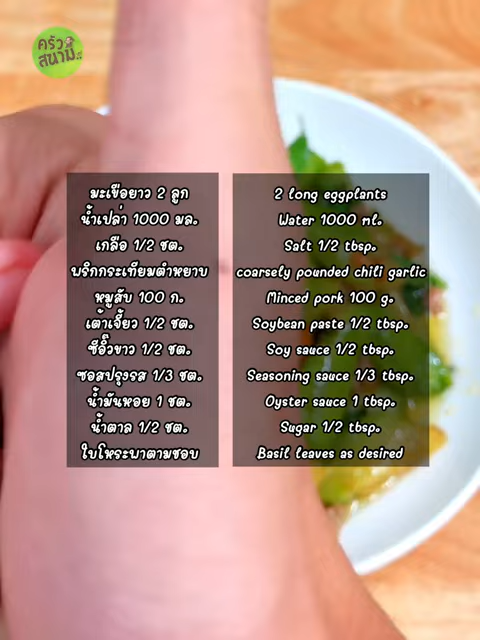 ครัว
สนาม
มะเขือยาว 2 ลูก
น้ำเปล่า 1000 มล.
เกลือ 1/2 ชต.
พริกกระเทียมตำหยาบ
หมูสับ 100 ก.
เต้าเจี้ยว 1/2 ชต.
ซีอิ๊วขาว 1/2 ชต.
ซอสปรุงรส 1/3 ชต.
น้ำมันหอย 1 ชต.
น้ำตาล 1/2 ชต.
ใบโหระพาตามชอบ
2 long eggplants
Water 1000 ml.
Salt 1/2 tbsp.
coarsely pounded chili garlic
Minced pork 100 g.
Soybean paste 1/2 tbsp.
Soy sauce 1/2 tbsp.
Seasoning sauce 1/3 tbsp.
Oyster sauce 1 tbsp.
Sugar 1/2 tbsp.
Basil leaves as desired